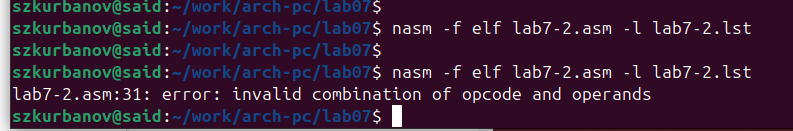 szkurbanov@said:~/work/arch-pc/lab07$
szkurbanov@said:~/work/arch-pc/lab07$ nasm -f elf lab7-2.asm -l lab7-2.lst
szkurbanov@said:~/work/arch-pc/lab07$
szkurbanov@said:~/work/arch-pc/lab07$ nasm -f elf lab7-2.asm -l lab7-2.lst
lab7-2.asm:31: error: invalid combination of opcode and operands
szkurbanov@said:~/work/arch-pc/lab07$